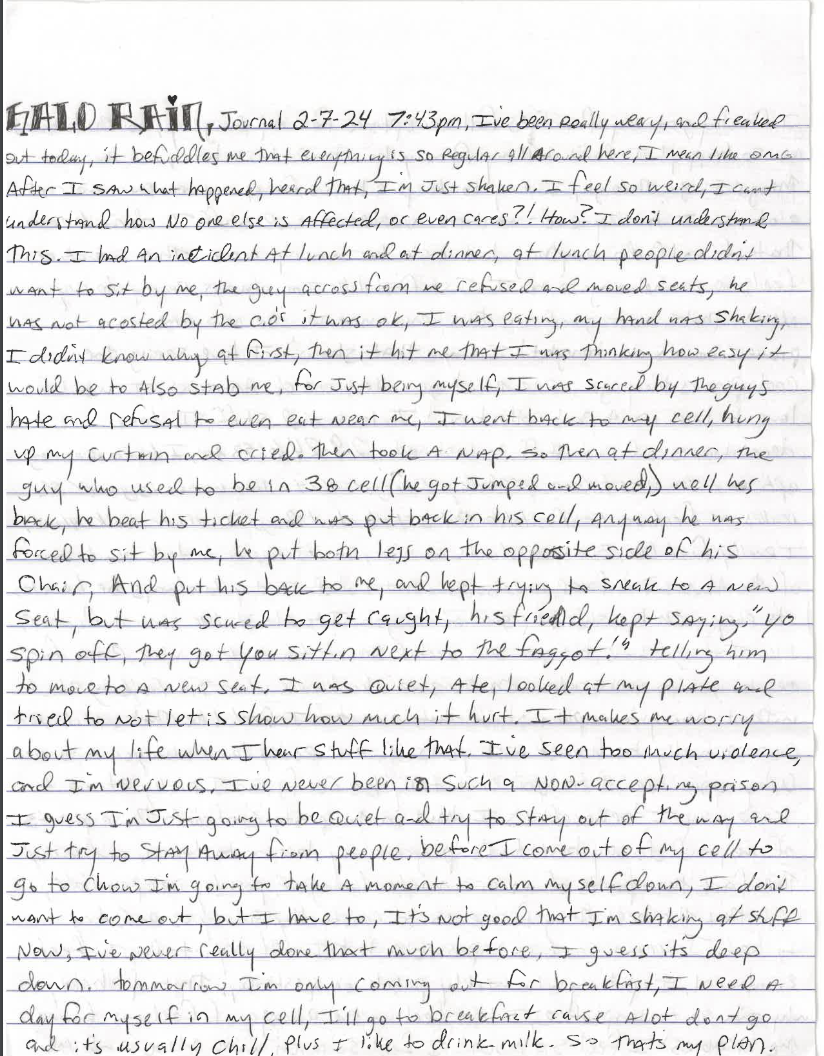 HALO RAin, Journal 2-7-24 7:43pm, I've been really weary, and freaked
out today, it befuddles me that everything is so Regular all Around here, I mean like OMG
After I saw what happened, heard that, I'm Just shaken. I feel so weird, I cant
understand how No one else is Affected, or even cares?! How? I don't understand
This. I had An incident At lunch and at dinner, at lunch people didn't
want to sit by me, the guy across from me refused and moved seats, he
was not acosted by the c.o's it was ok, I was eating, my hand was shaking,
I didn't know why at first, then it hit me that I was thinking how easy it
would be to Also stab me, for Just being myself, I was scared by the guys
hate and refusal to even eat near me, I went back to my cell, hung
up my curtain and cried. then took A NAP. So then at dinner, the
guy who used to be in 38 cell (he got Jumped and moved,) well hes
back, he beat his ticket and was put back in his cell, Anyway he was
forced to sit by me, he put both legs on the opposite side of his
Chair, And put his back to me, and kept trying to sneak to A new
Seat, but was scared to get caught, his friend, kept saying, "yo
spin off, they got you sittin next to the faggot!" telling him
to move to A new seat. I was Quiet, Ate, looked at my plate and
tried to not let is show how much it hurt. It makes me worry
about my life when I hear stuff like that. I've seen too much violence,
and I'm nervous. I've never been in such a NON-accepting prison
I guess I'm Just going to be Quiet and try to stay out of the way and
Just try to Stay Away from people. before I come out of my cell to
go to chow I'm going to take A moment to calm myself down, I don't
want to come out, but I have to, It's not good that I'm shaking at stuff
Now, I've never really done that much before, I guess its deep
down. tommorrow I'm only coming out for breakfast, I need A
day for myself in my cell, I'll go to breakfact cause Alot dont go
and it's usually chill, plus I like to drink milk. So thats my plan.